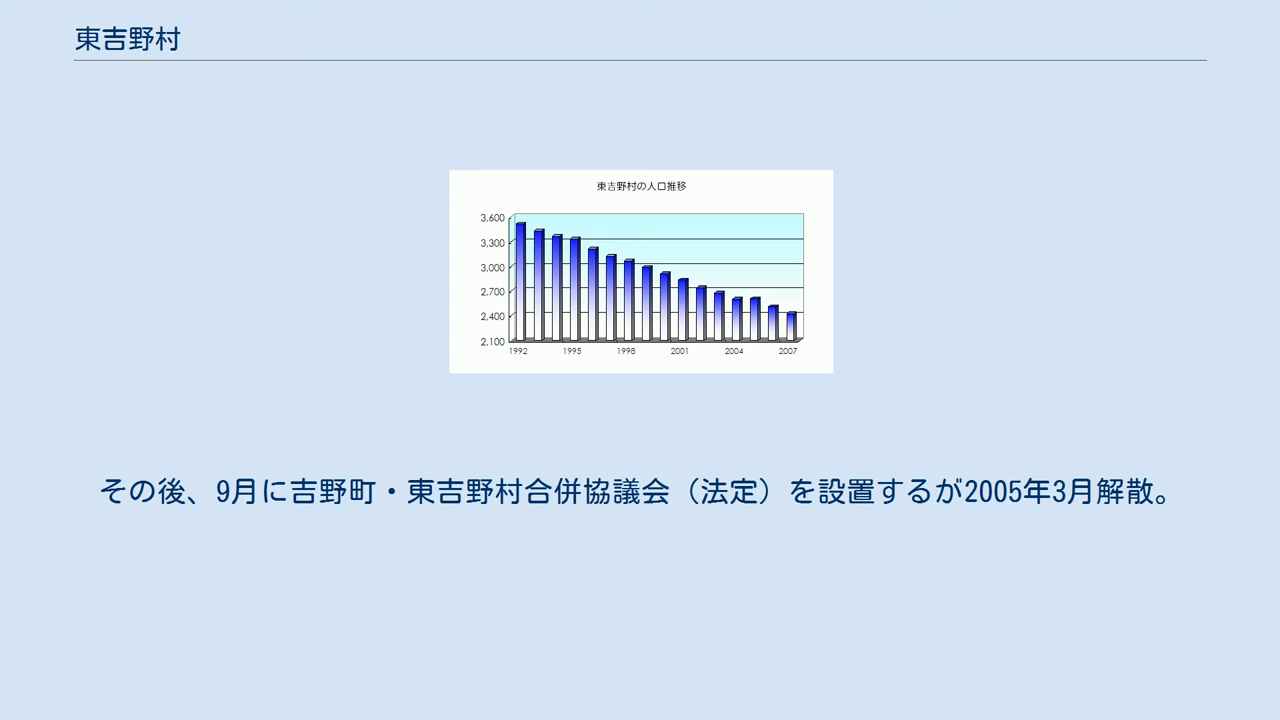 東吉野村
東吉野村の人口推移
3,600
3,300
3,000
2,700
2,400
2,100
1992 1995 1998 2001 2004 2007
その後、9月に吉野町・東吉野村合併協議会（法定）を設置するが2005年3月解散。